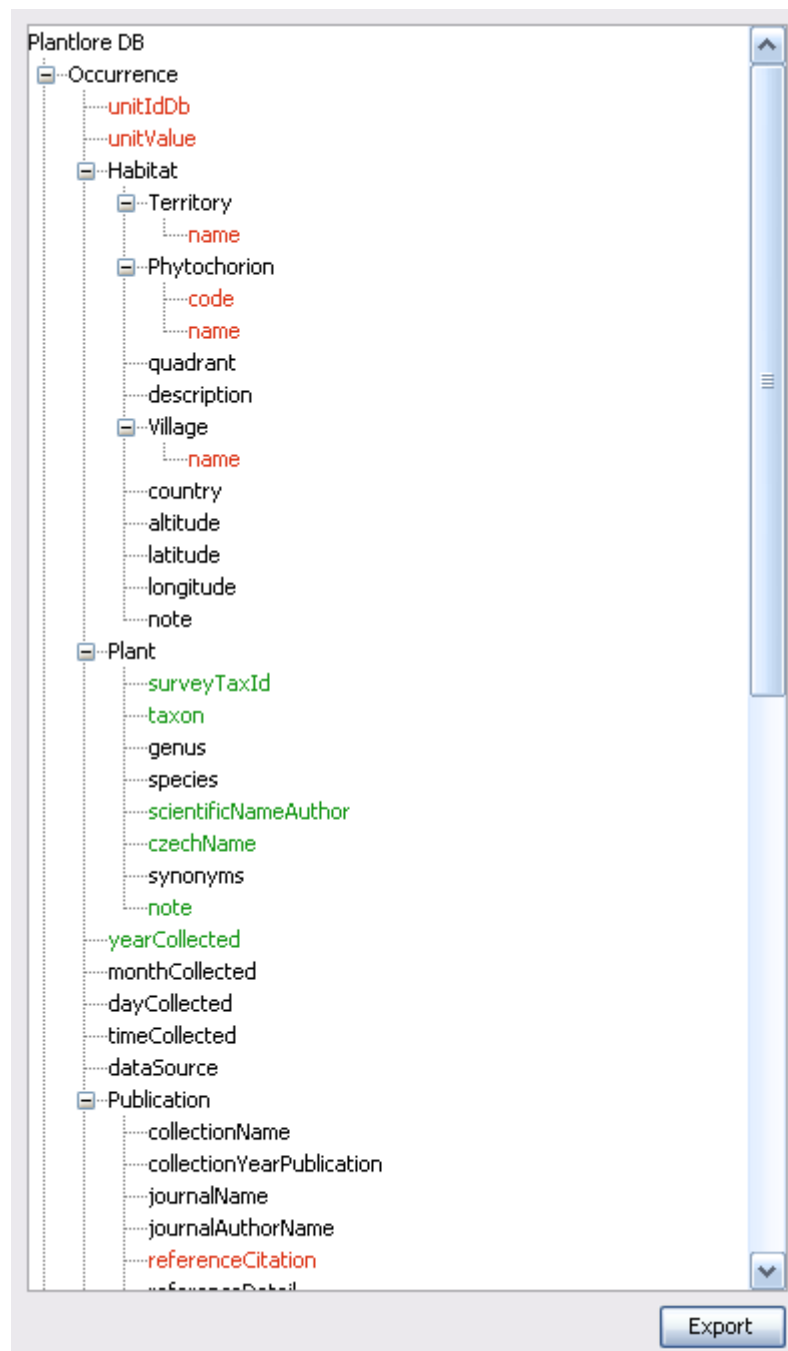 Plantlore DB
Occurrence
unitIdDb
unitValue
Habitat
Territory
name
Phytochorion
code
name
quadrant
description
Village
name
country
altitude
latitude
longitude
note
Plant
surveyTaxId
taxon
genus
species
scientificNameAuthor
czechName
synonyms
note
yearCollected
monthCollected
dayCollected
timeCollected
dataSource
Publication
collectionName
collectionYearPublication
journalName
journalAuthorName
referenceCitation
referenceDetail
Export